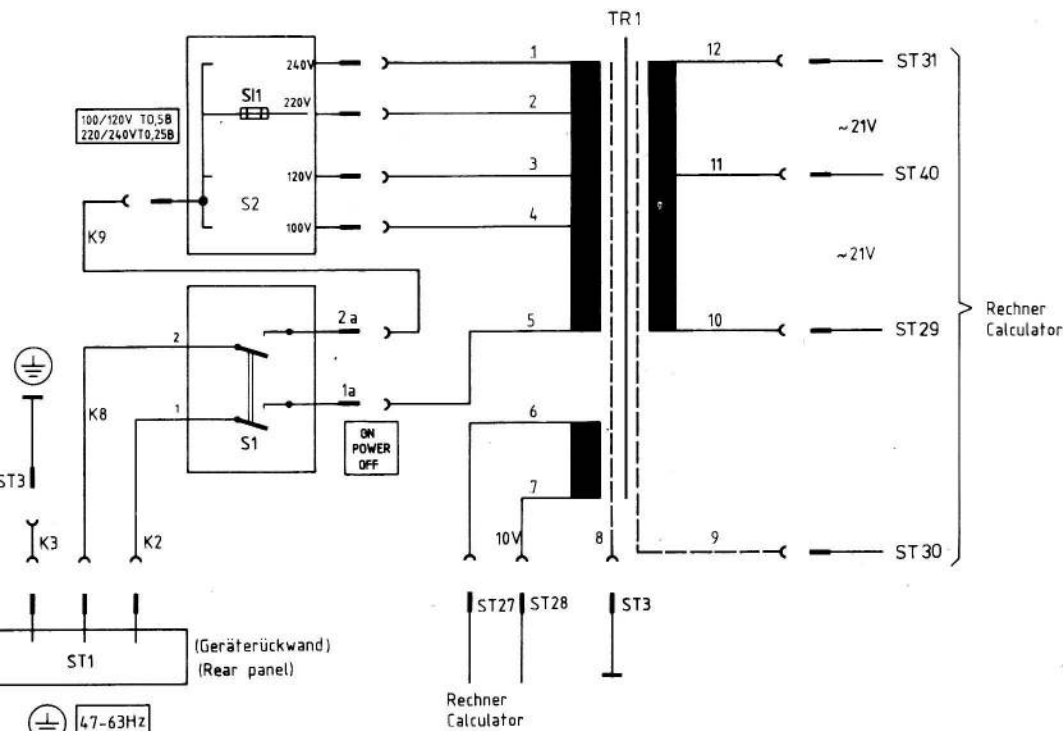 TR1
240V
1
12
ST31
SI1
220V
2
~21V
100/120V T0,5B
220/240VT0,25B
120V
3
11
ST40
S2
K9
100V
4
~21V
2a
5
10
ST29
Rechner
Calculator
2
1a
K8
1
S1
ON
POWER
OFF
6
ST3
7
K3
K2
10V
8
9
ST30
ST27
ST28
ST3
ST1
(Geräterückwand)
(Rear panel)
Rechner
Calculator
47-63Hz